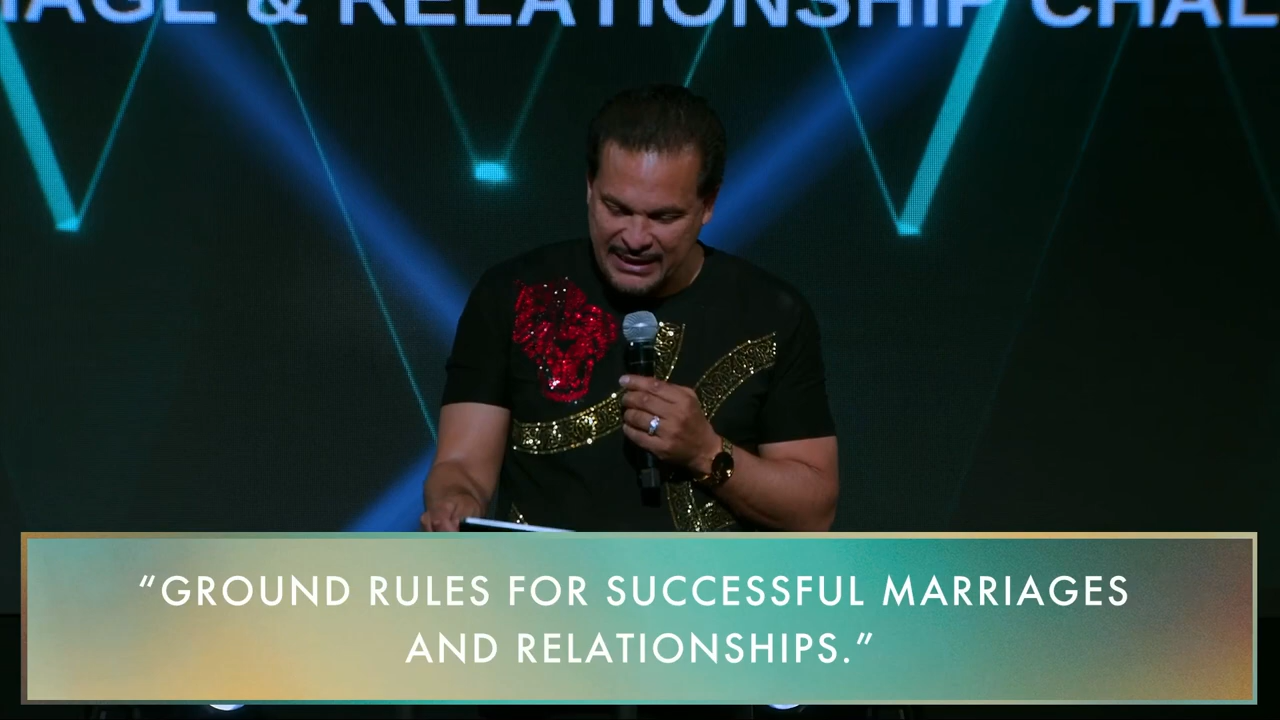 & RELATIONSHIP
“GROUND RULES FOR SUCCESSFUL MARRIAGES
AND RELATIONSHIPS.”